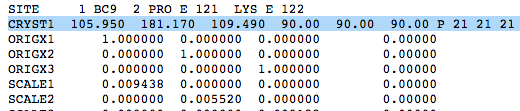 SITE     1 BC9  2 PRO E 121  LYS E 122
CRYST1  105.950  181.170  109.490  90.00  90.00  90.00 P 21 21 21
ORIGX1      1.000000  0.000000  0.000000        0.00000
ORIGX2      0.000000  1.000000  0.000000        0.00000
ORIGX3      0.000000  0.000000  1.000000        0.00000
SCALE1      0.009438  0.000000  0.000000        0.00000
SCALE2      0.000000  0.005520  0.000000        0.00000